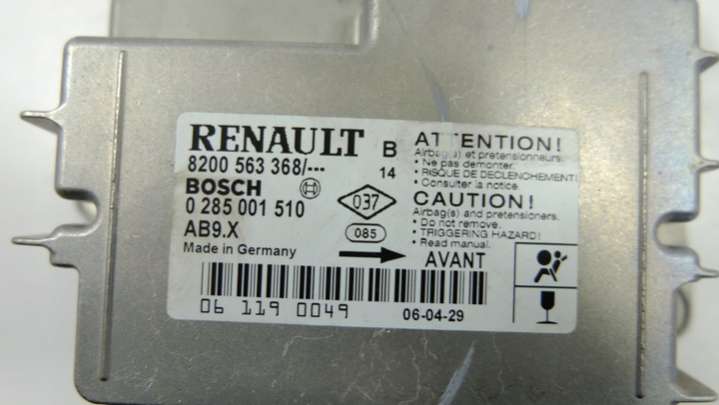 RENAULT B
8200 563 368/--- 14
BOSCH
0 285 001 510
AB9.X
Made in Germany
037
085
AVANT
ATTENTION!
Airbag(s) et pretensionneurs.
• Ne pas demonter.
• RISQUE DE DECLENCHEMENT!
• Consulter la notice.
CAUTION!
Airbag(s) and pretensioners.
• Do not remove.
• TRIGGERING HAZARD!
• Read manual.
06 119 0049
06-04-29